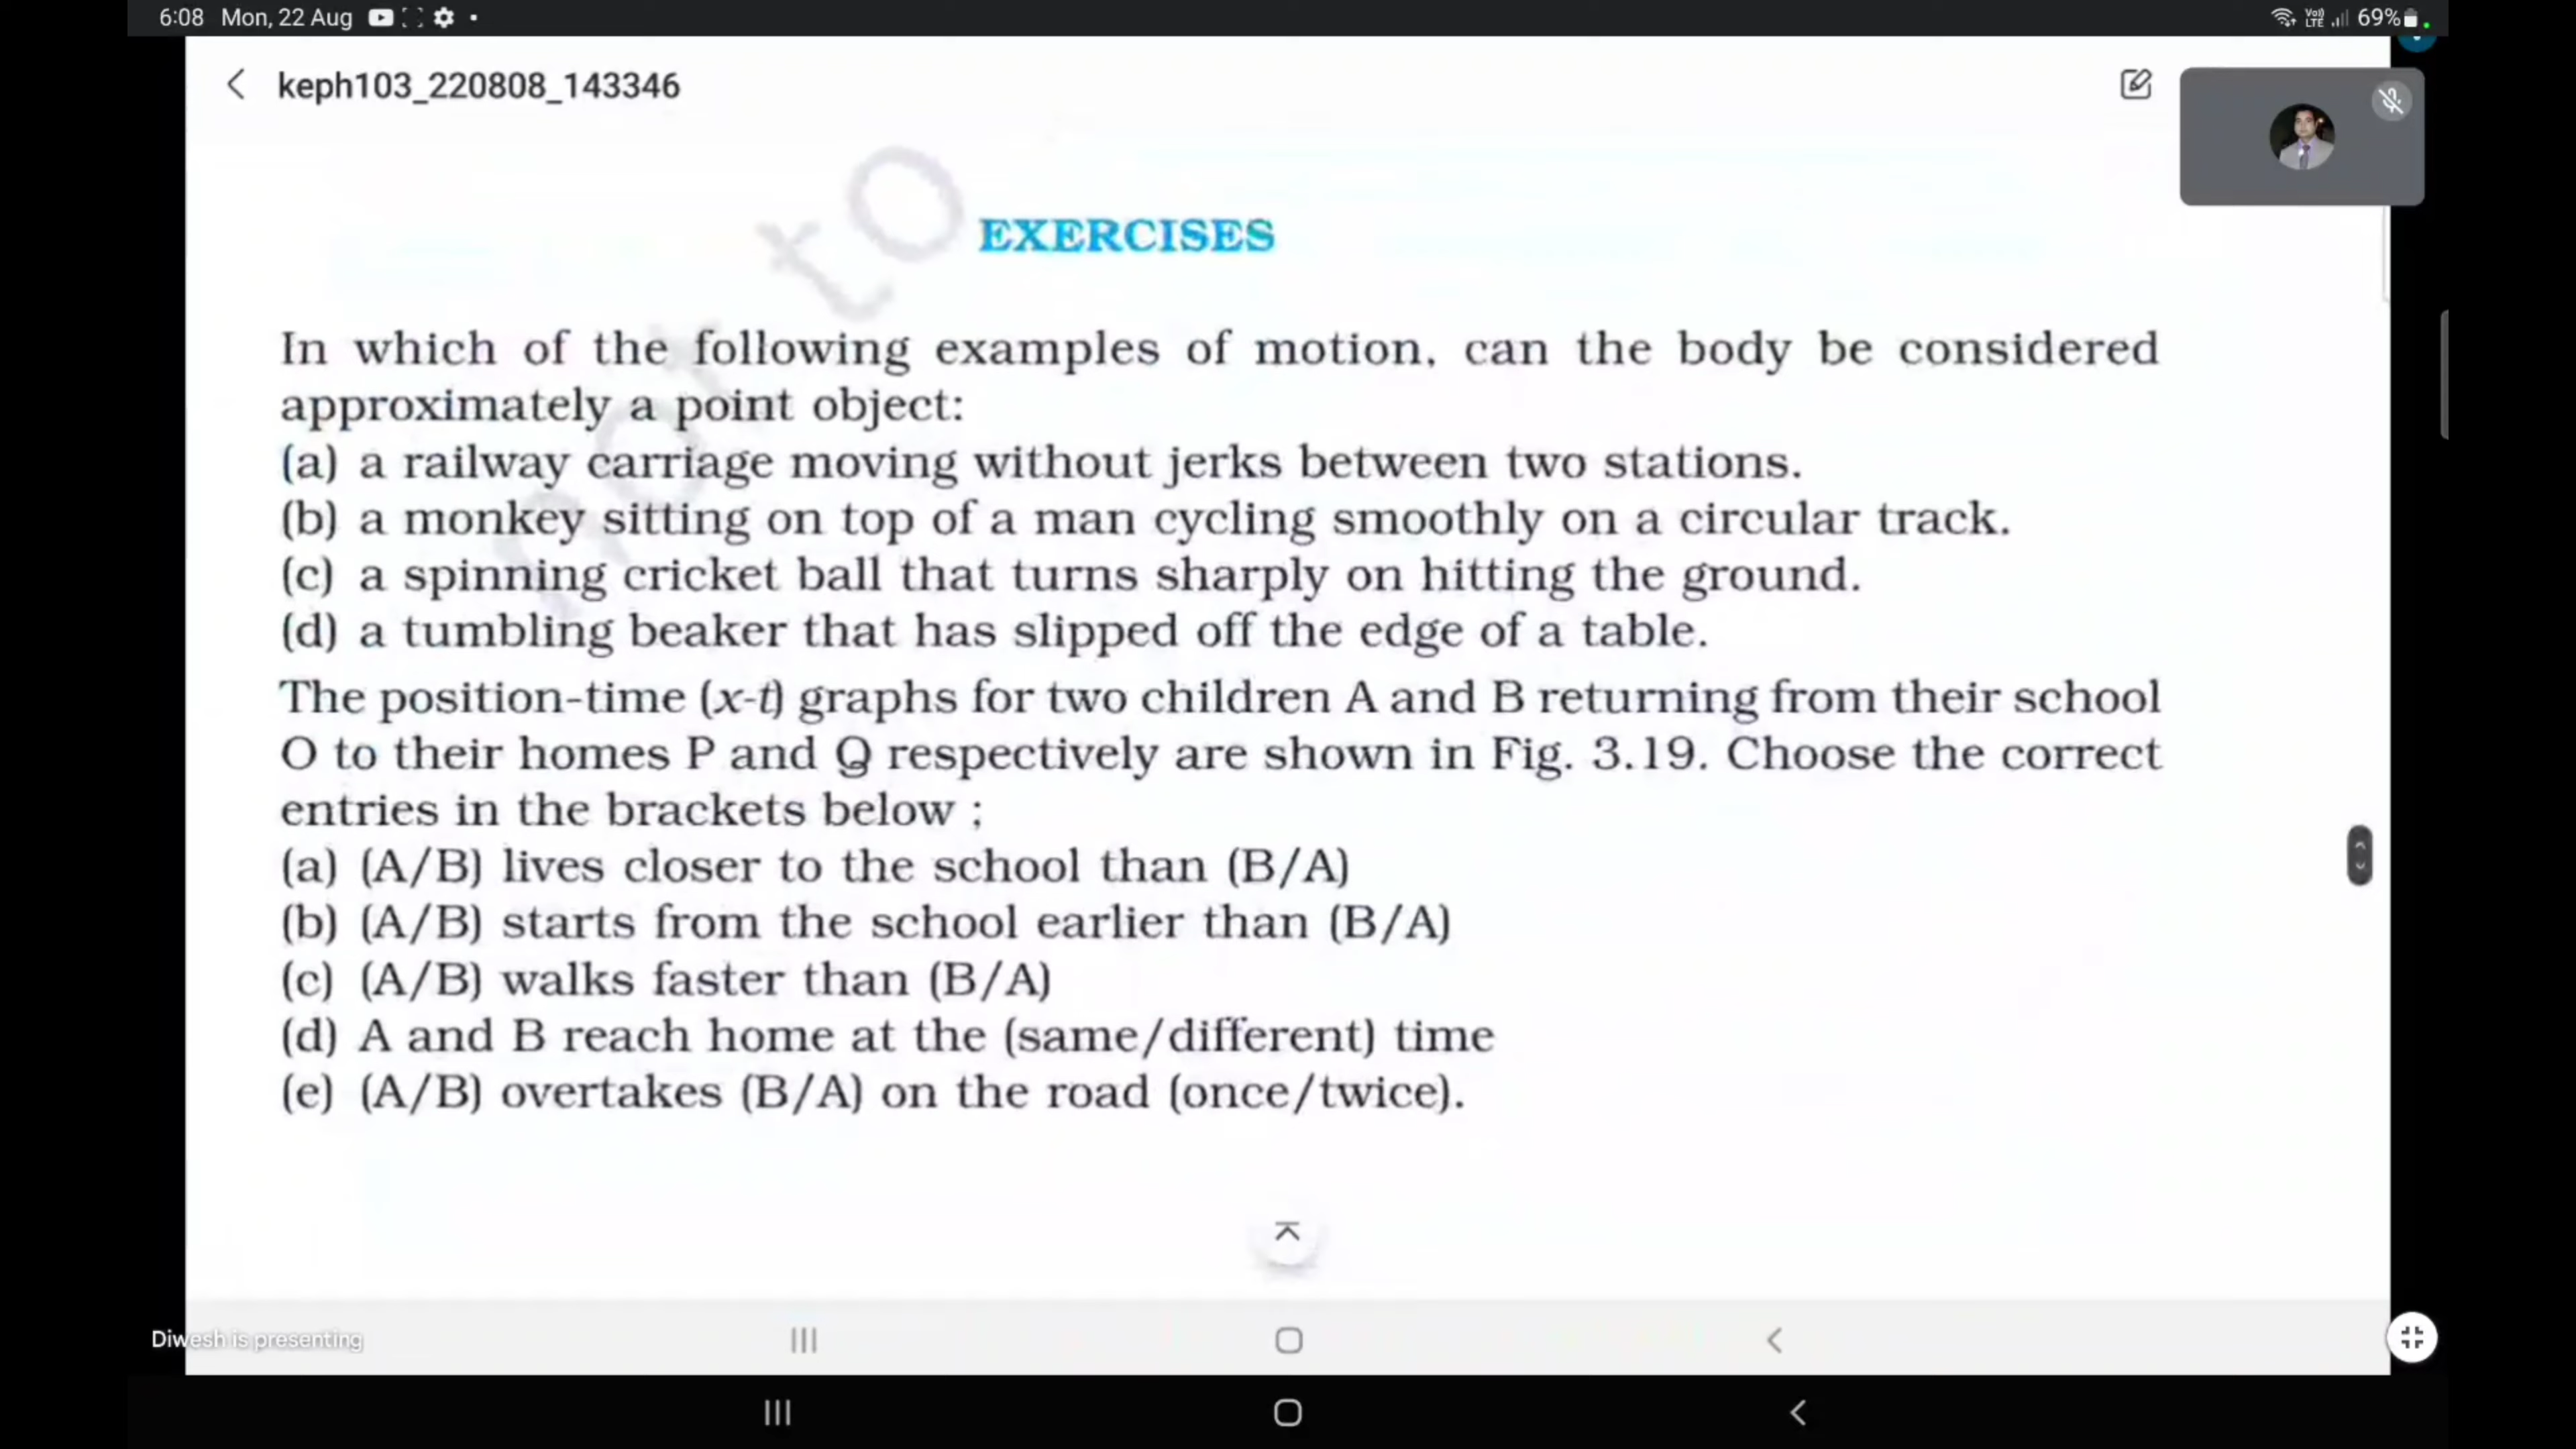 6:08 Mon, 22 Aug
Vo)) LTE 69%
keph103_220808_143346
not to
EXERCISES
In which of the following examples of motion, can the body be considered
approximately a point object:
(a) a railway carriage moving without jerks between two stations.
(b) a monkey sitting on top of a man cycling smoothly on a circular track.
(c) a spinning cricket ball that turns sharply on hitting the ground.
(d) a tumbling beaker that has slipped off the edge of a table.
The position-time (x-t) graphs for two children A and B returning from their school
O to their homes P and Q respectively are shown in Fig. 3.19. Choose the correct
entries in the brackets below ;
(a) (A/B) lives closer to the school than (B/A)
(b) (A/B) starts from the school earlier than (B/A)
(c) (A/B) walks faster than (B/A)
(d) A and B reach home at the (same/different) time
(e) (A/B) overtakes (B/A) on the road (once/twice).
Diwesh is presenting